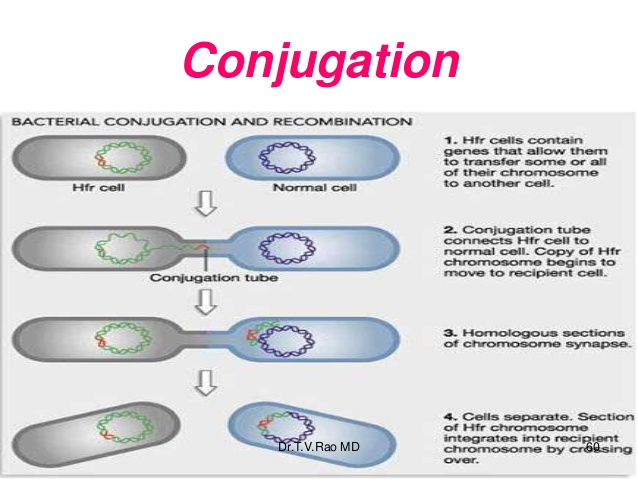 Conjugation
BACTERIAL CONJUGATION AND RECOMBINATION
Hfr cell
Normal cell
1. Hfr cells contain
genes that allow them
to transfer some or all
of their chromosome
to another cell.
Conjugation tube
2. Conjugation tube
connects Hfr cell to
normal cell. Copy of Hfr
chromosome begins to
move to recipient cell.
3. Homologous sections
of chromosome synapse.
4. Cells separate. Section
of Hfr chromosome
integrates into recipient
chromosome by crossing
over.
Dr.T.V.Rao MD
60